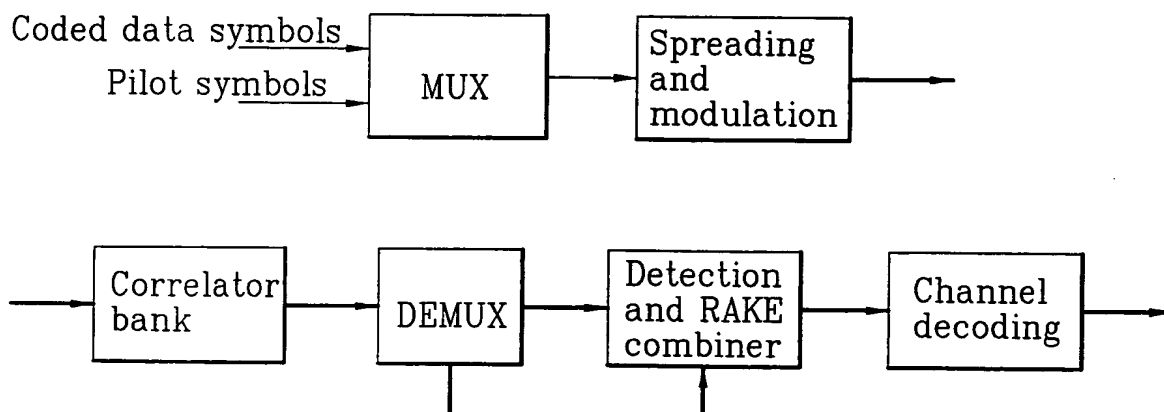 Coded data symbols
Pilot symbols
MUX
Spreading
and
modulation
Correlator
bank
DEMUX
Detection
and RAKE
combiner
Channel
decoding